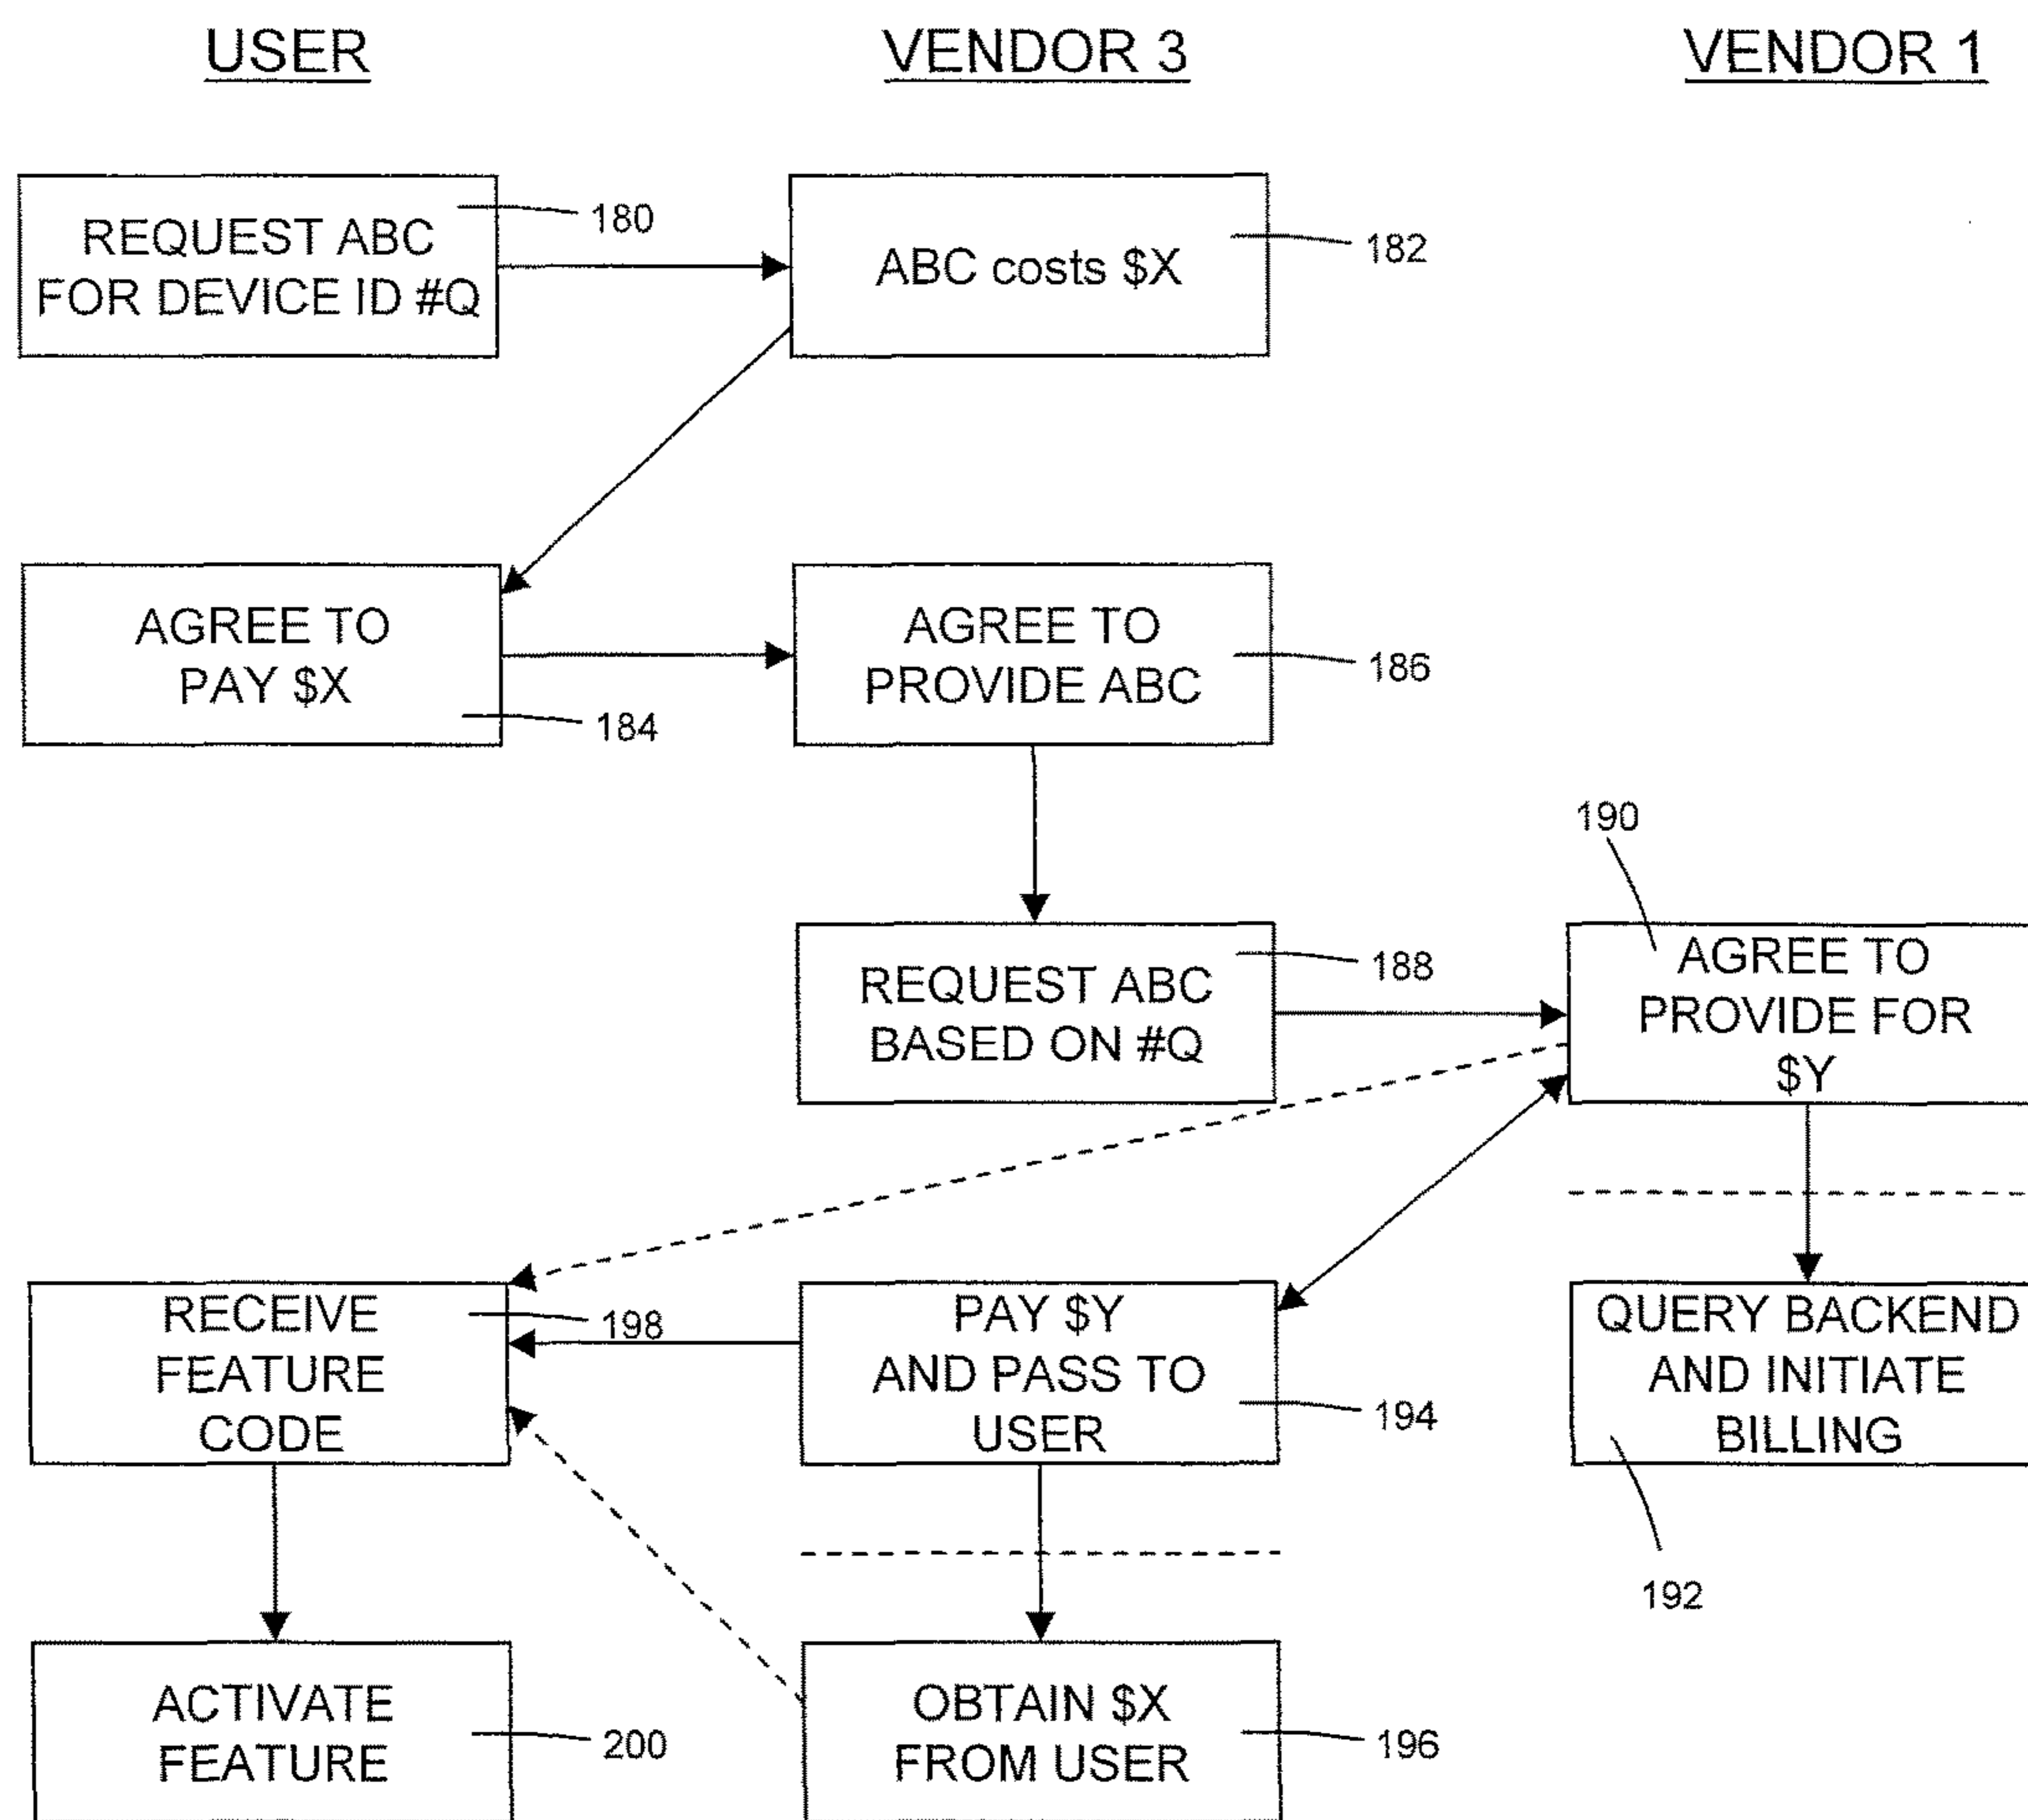 USER
VENDOR 3
VENDOR 1
REQUEST ABC
FOR DEVICE ID #Q
180
ABC costs $X
182
AGREE TO
PAY $X
184
AGREE TO
PROVIDE ABC
186
190
REQUEST ABC
BASED ON #Q
188
AGREE TO
PROVIDE FOR
$Y
RECEIVE
FEATURE
CODE
198
PAY $Y
AND PASS TO
USER
194
QUERY BACKEND
AND INITIATE
BILLING
192
ACTIVATE
FEATURE
200
OBTAIN $X
FROM USER
196